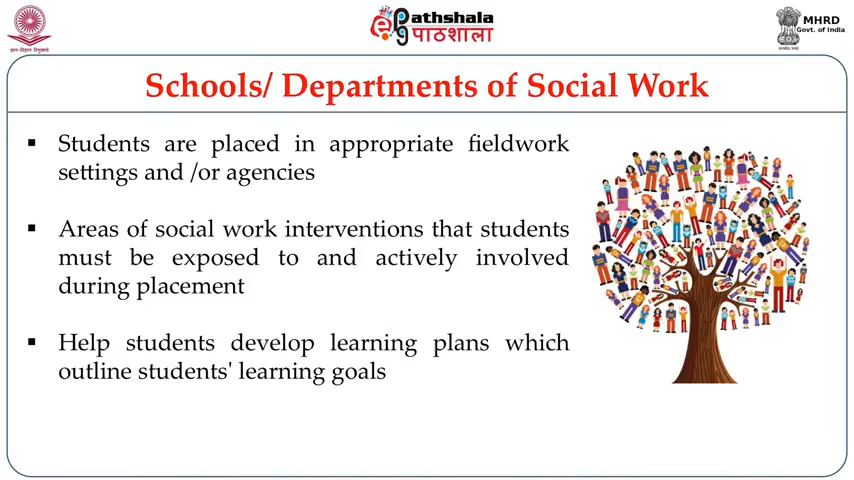 ePathshala
पाठशाला
MHRD
Govt. of India
Schools/ Departments of Social Work
▪ Students are placed in appropriate fieldwork
settings and /or agencies
▪ Areas of social work interventions that students
must be exposed to and actively involved
during placement
▪ Help students develop learning plans which
outline students' learning goals